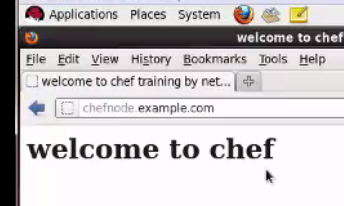 Applications Places System
welcome to chef
File Edit View History Bookmarks Tools Help
welcome to chef training by net...
chefnode.example.com
welcome to chef